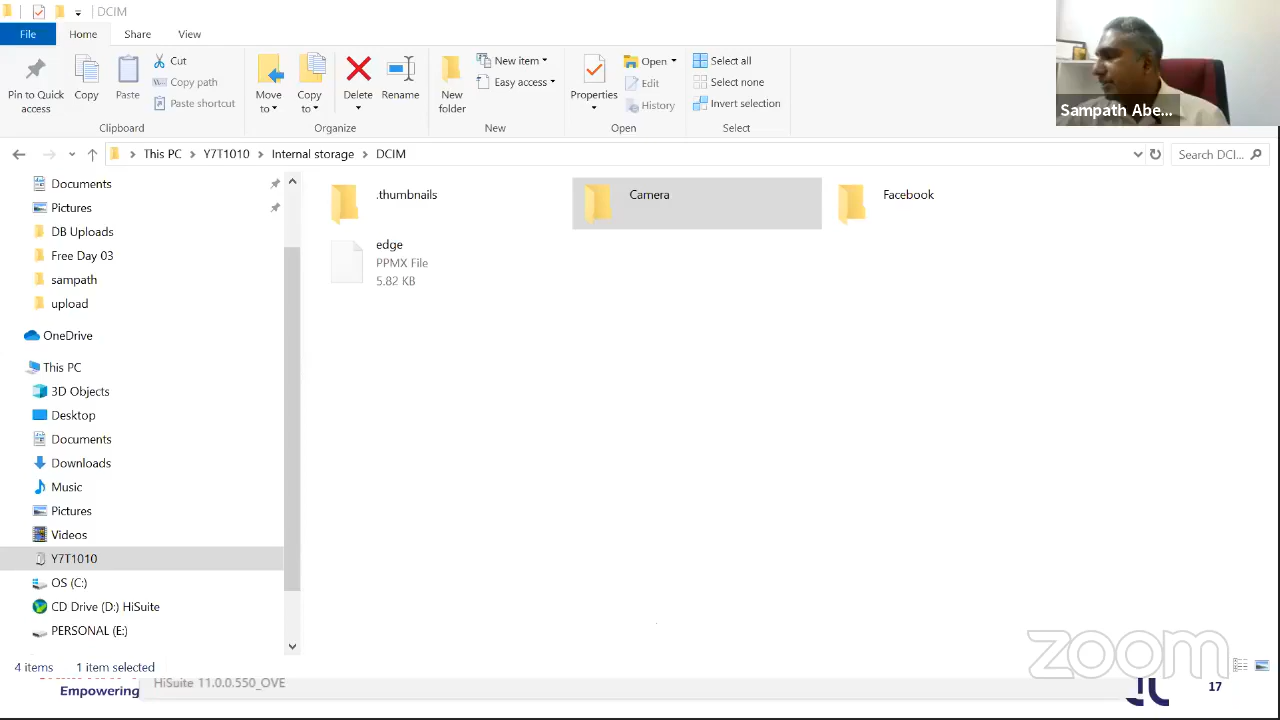 DCIM
File Home Share View
Pin to Quick access
Copy
Paste
Cut
Copy path
Paste shortcut
Clipboard
Move to
Copy to
Delete
Rename
Organize
New folder
New item
Easy access
New
Properties
Open
Edit
History
Open
Select all
Select none
Invert selection
Select
Sampath Abe...
This PC Y7T1010 Internal storage DCIM
Search DCI...
Documents
Pictures
DB Uploads
Free Day 03
sampath
upload
OneDrive
This PC
3D Objects
Desktop
Documents
Downloads
Music
Pictures
Videos
Y7T1010
OS (C:)
CD Drive (D:) HiSuite
PERSONAL (E:)
.thumbnails
Camera
Facebook
edge
PPMX File
5.82 KB
zoom
4 items 1 item selected
HiSuite 11.0.0.550_OVE
Empowering
17